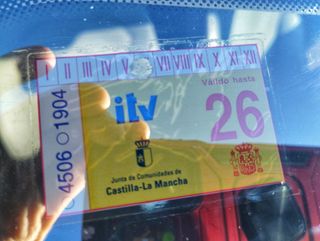 I II III IV V VII VIII IX X XI XII
Válido hasta
itv
26
4506 01904
Junta de Comunidades de
Castilla-La Mancha